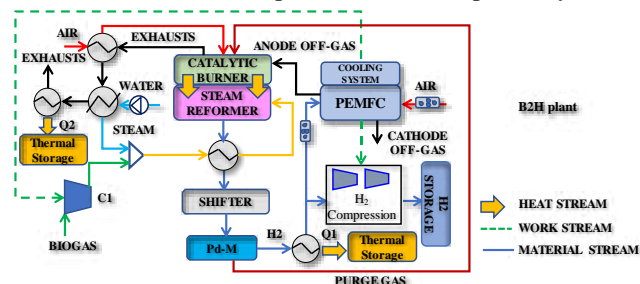 AIR
EXHAUSTS
EXHAUSTS
ANODE OFF-GAS
CATALYTIC
BURNER
COOLING
SYSTEM
WATER
STEAM
REFORMER
PEMFC
AIR
B2H plant
Q2
STEAM
CATHODE
OFF-GAS
Thermal
Storage
C1
SHIFTER
H2
Compression
H2
STORAGE
HEAT STREAM
WORK STREAM
MATERIAL STREAM
BIOGAS
Pd-M
H2
Q1
Thermal
Storage
PURGE GAS